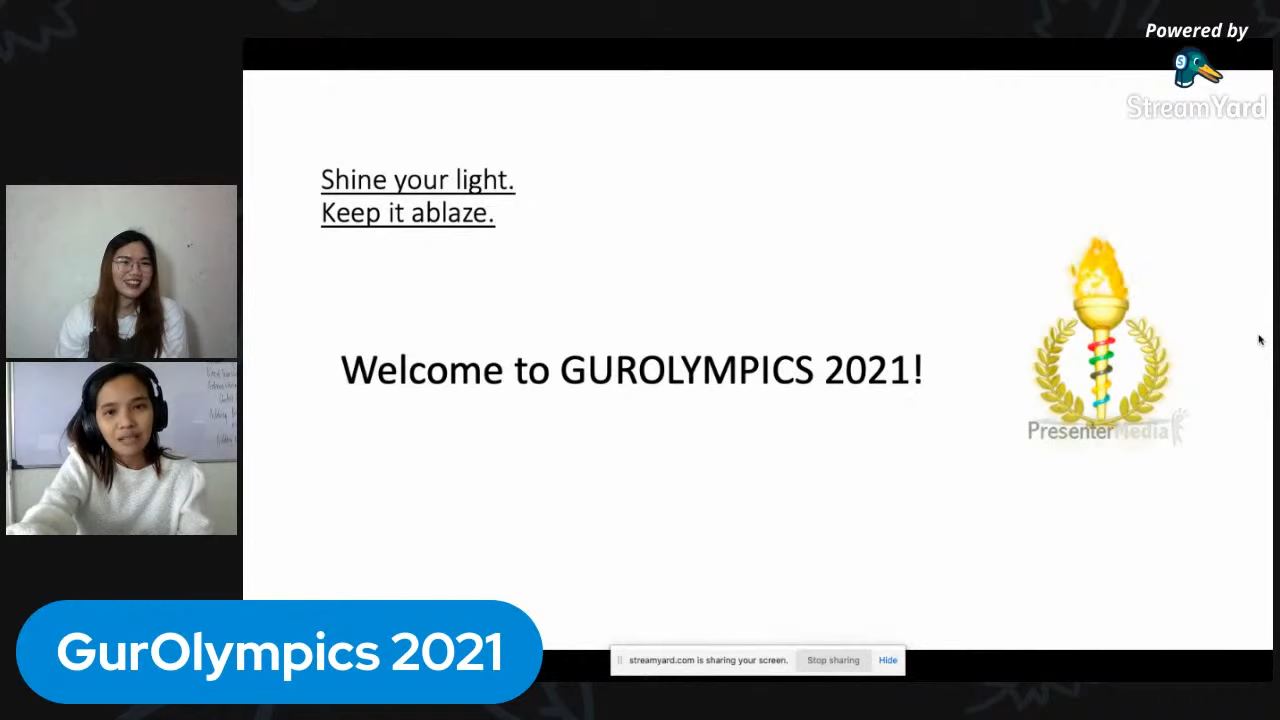 Powered by
StreamYard
Shine your light.
Keep it ablaze.
Welcome to GUROLYMPICS 2021!
PresenterMedia
GurOlympics 2021
streamyard.com is sharing your screen.
Stop sharing
Hide